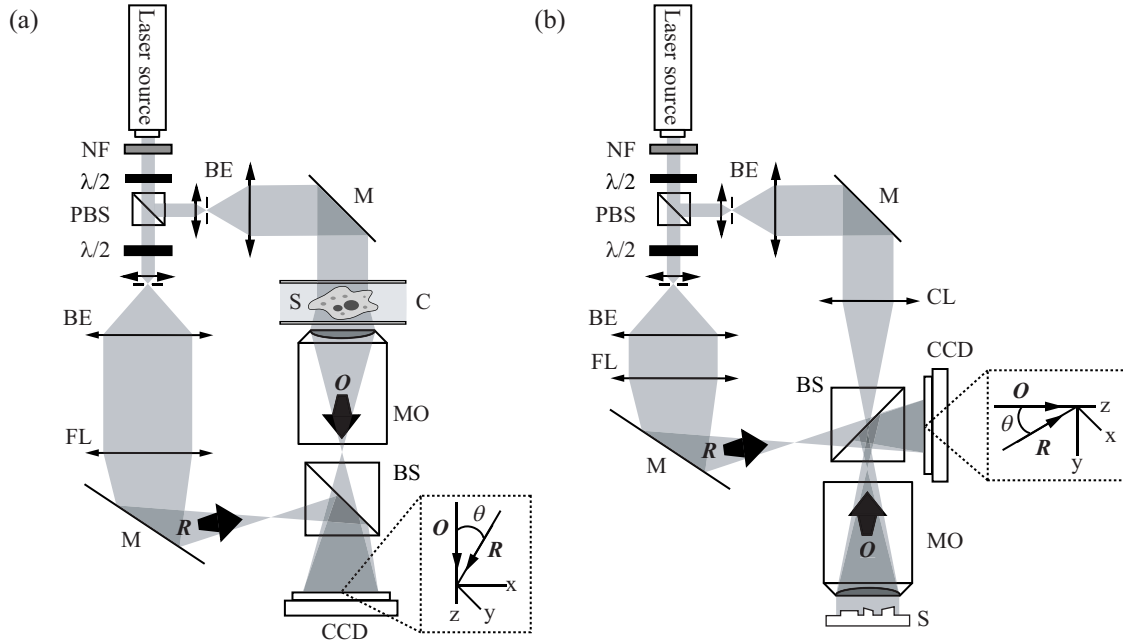 (a)
Laser source
NF
λ/2
PBS
λ/2
BE
M
S
C
BE
O
MO
FL
BS
M
R
O
θ
R
x
y
z
CCD
(b)
Laser source
NF
λ/2
PBS
λ/2
BE
M
CL
BE
FL
CCD
BS
O
z
θ
R
x
y
M
R
MO
O
S